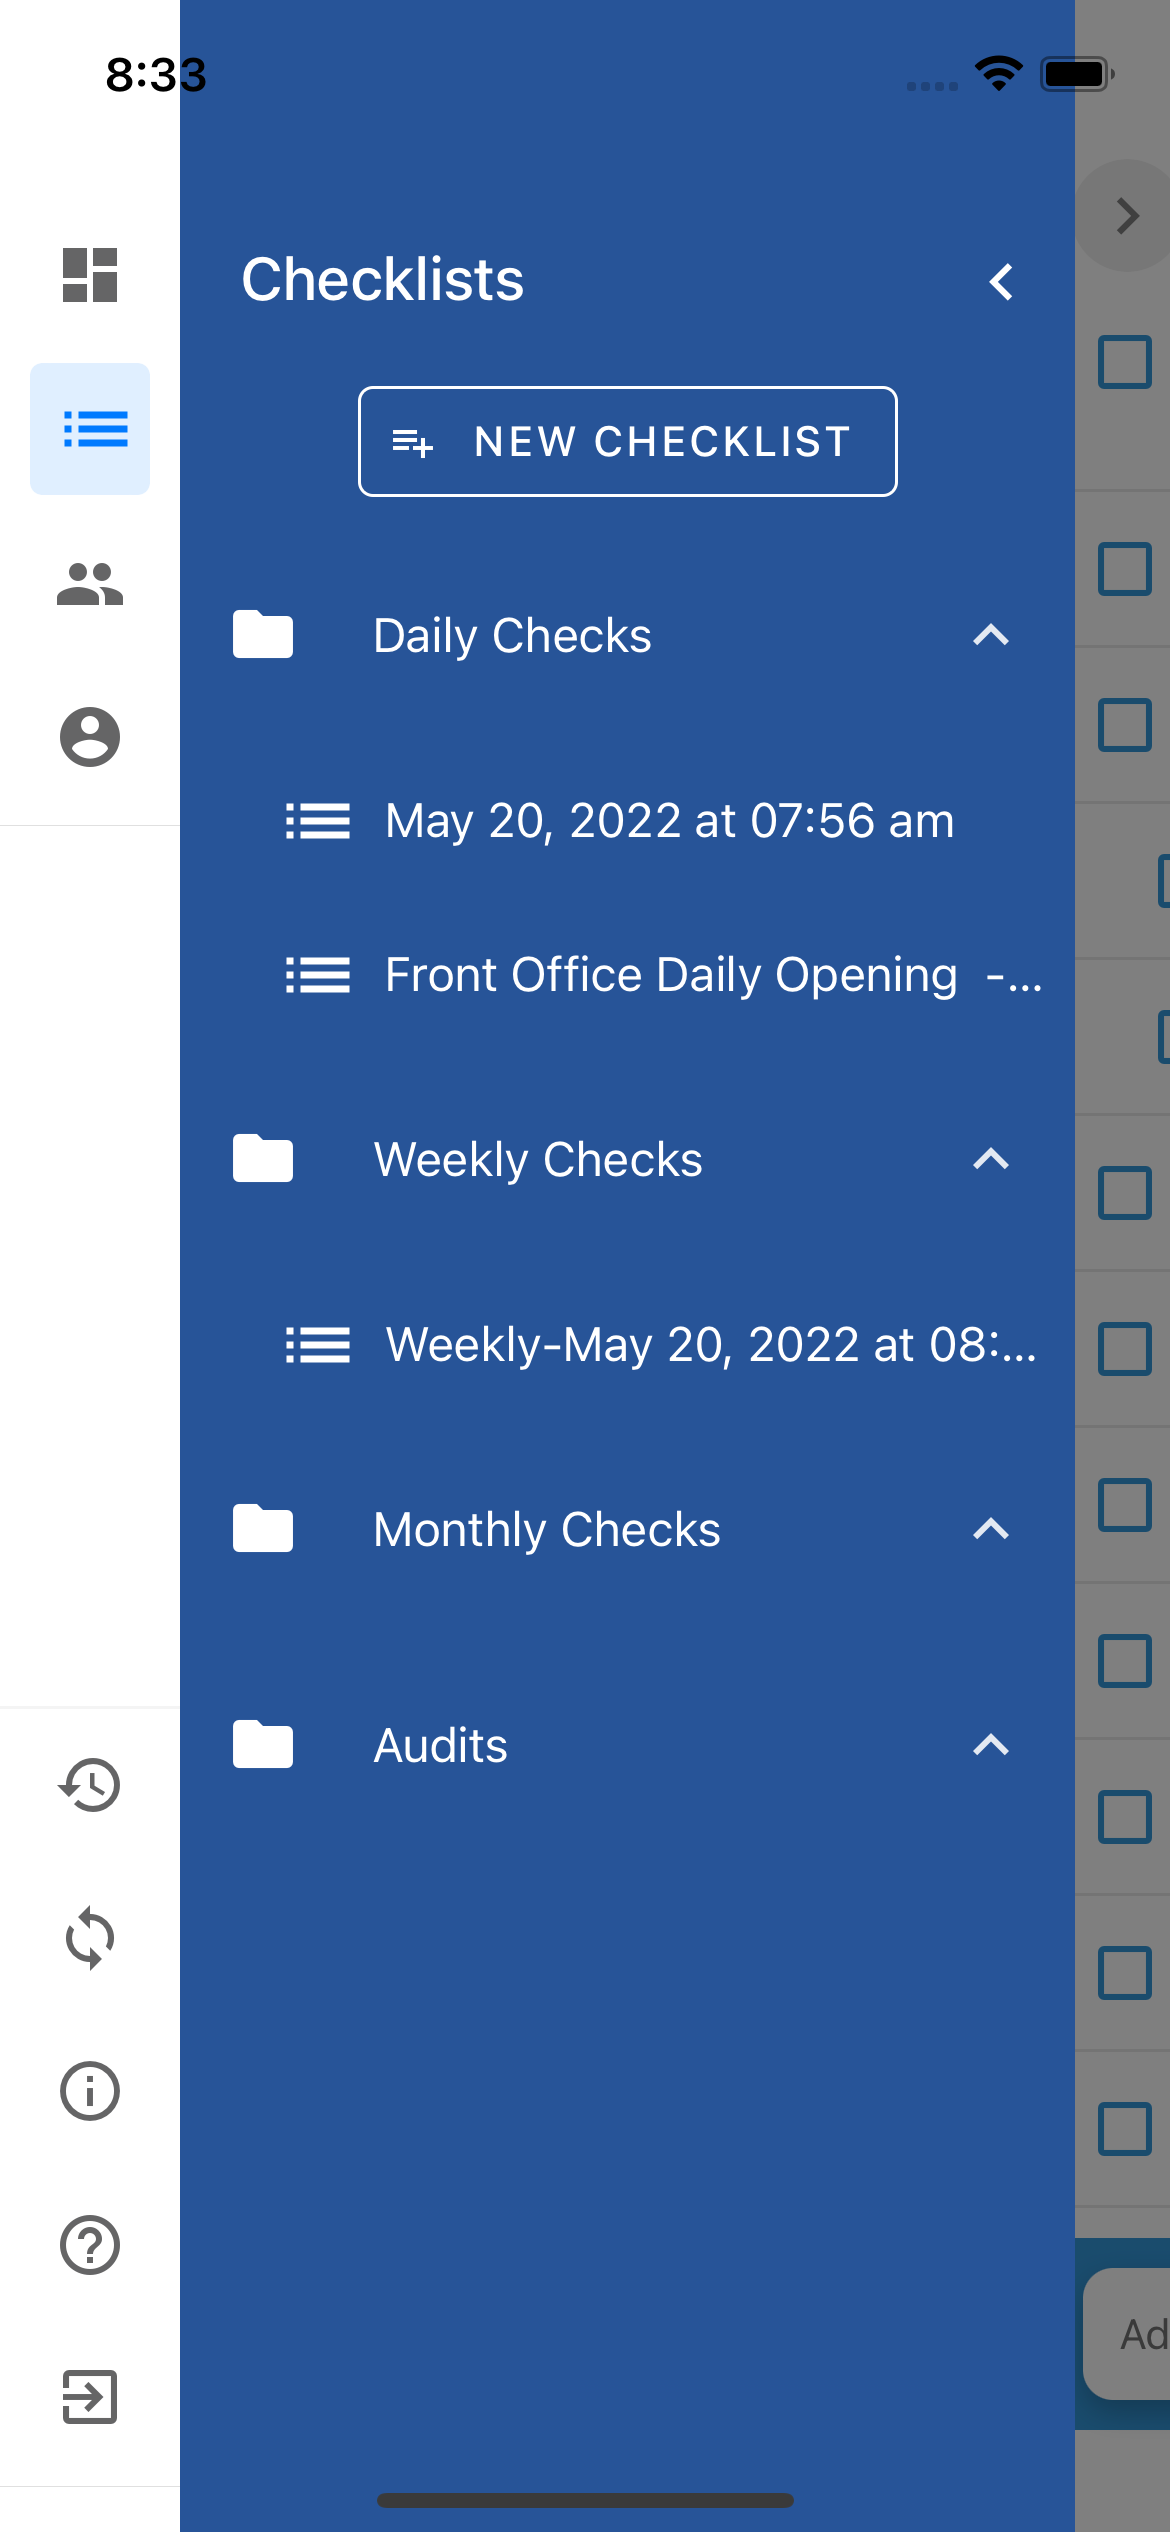 8:33
Checklists
NEW CHECKLIST
Daily Checks
May 20, 2022 at 07:56 am
Front Office Daily Opening -...
Weekly Checks
Weekly-May 20, 2022 at 08:...
Monthly Checks
Audits
Ad